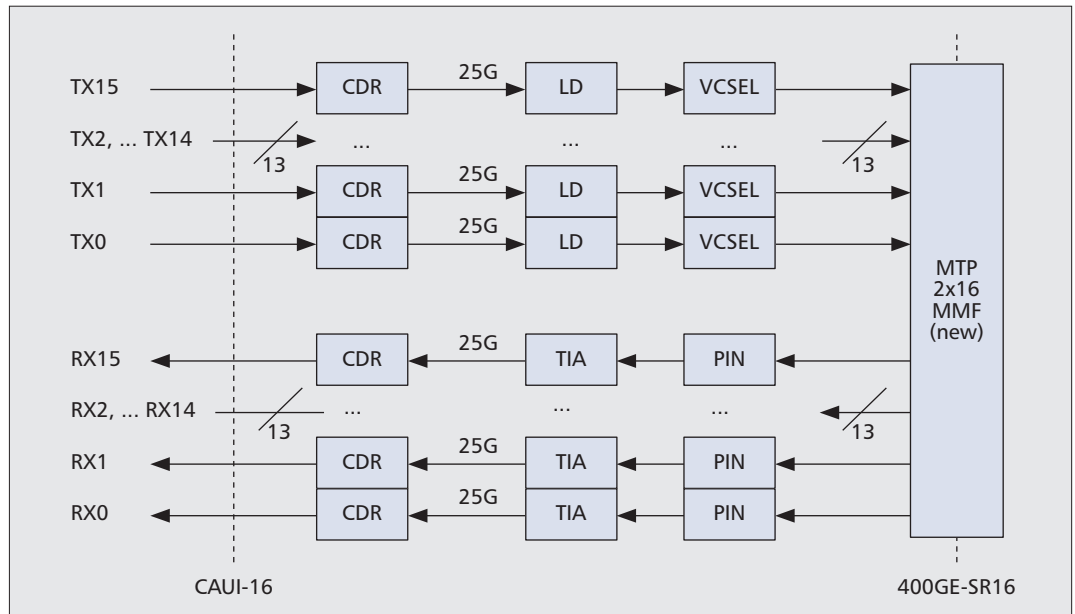 TX15 CDR 25G LD VCSEL
TX2, ... TX14 13 ... ... ... 13
TX1 CDR 25G LD VCSEL
TX0 CDR 25G LD VCSEL
MTP
2x16
MMF
(new)
RX15 CDR 25G TIA PIN
RX2, ... RX14 13 ... ... ... 13
RX1 CDR 25G TIA PIN
RX0 CDR 25G TIA PIN
CAUI-16 400GE-SR16